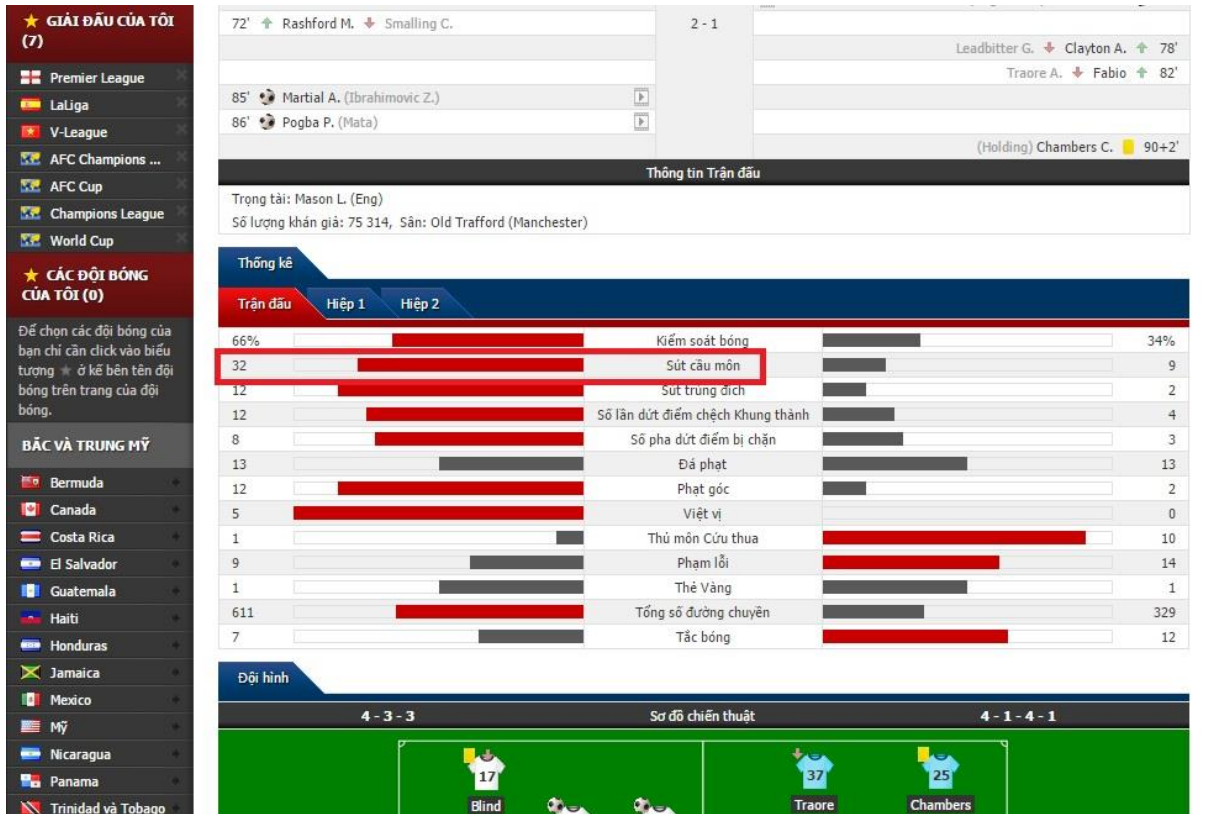 ★ GIẢI ĐẤU CỦA TÔI
(7)
Premier League
LaLiga
V-League
AFC Champions ...
AFC Cup
Champions League
World Cup
★ CÁC ĐỘI BÓNG
CỦA TÔI (0)
Để chọn các đội bóng của
bạn chỉ cần click vào biểu
tượng ★ ở kế bên tên đội
bóng trên trang của đội
bóng.
BẮC VÀ TRUNG MỸ
Bermuda
Canada
Costa Rica
El Salvador
Guatemala
Haiti
Honduras
Jamaica
Mexico
Mỹ
Nicaragua
Panama
Trinidad và Tobago
72' Rashford M. Smalling C. 2 - 1
Leadbitter G. Clayton A. 78'
Traore A. Fabio 82'
85' Martial A. (Ibrahimovic Z.)
86' Pogba P. (Mata)
(Holding) Chambers C. 90+2'
Thông tin Trận đấu
Trọng tài: Mason L. (Eng)
Số lượng khán giả: 75 314, Sân: Old Trafford (Manchester)
Thống kê
Trận đấu Hiệp 1 Hiệp 2
66% Kiểm soát bóng 34%
32 Sút cầu môn 9
12 Sút trúng đích 2
12 Số lần dứt điểm chệch Khung thành 4
8 Số pha dứt điểm bị chặn 3
13 Đá phạt 13
12 Phạt góc 2
5 Việt vị 0
1 Thủ môn Cứu thua 10
9 Phạm lỗi 14
1 Thẻ Vàng 1
611 Tổng số đường chuyền 329
7 Tắc bóng 12
Đội hình
4 - 3 - 3 Sơ đồ chiến thuật 4 - 1 - 4 - 1
17 37 25
Blind Traore Chambers